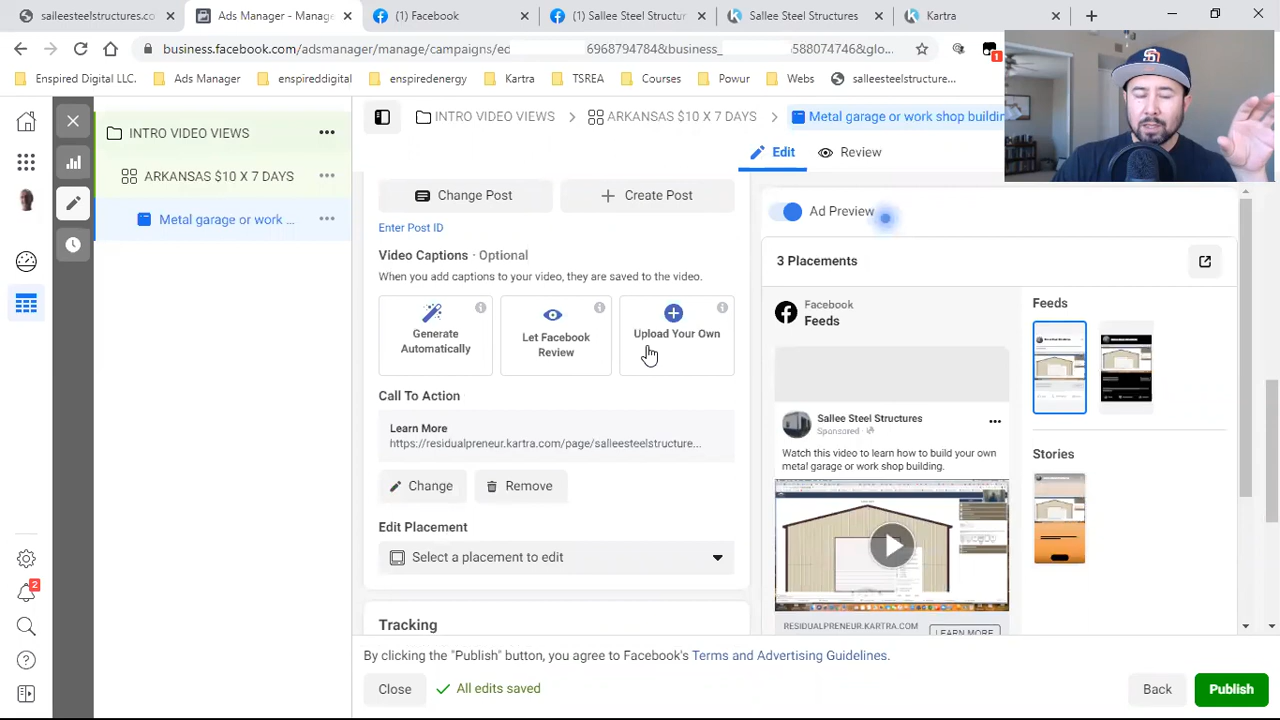 salleesteelstructures.co
Ads Manager - Manage
(1) Facebook
(1) Sallee Steel Structur
Sallee Steel Structures
Kartra
business.facebook.com/adsmanager/manage/campaigns/ed 6968794784&business_ 588074746&glo...
1
Enspired Digital LLC.
Ads Manager
enspireddigital
enspiredem
Kartra
TSREA
Courses
Powur
Webs
salleesteelstructure...
INTRO VIDEO VIEWS
ARKANSAS $10 X 7 DAYS
Metal garage or work ...
INTRO VIDEO VIEWS
ARKANSAS $10 X 7 DAYS
Metal garage or work shop buildin
Edit
Review
Change Post
Create Post
Enter Post ID
Video Captions · Optional
When you add captions to your video, they are saved to the video.
Generate
Automatically
Let Facebook
Review
Upload Your Own
Call to Action
Learn More
https://residualpreneur.kartra.com/page/salleesteelstructure...
Change
Remove
Edit Placement
Select a placement to edit
Tracking
Ad Preview
3 Placements
Facebook
Feeds
Sallee Steel Structures
Sponsored
Watch this video to learn how to build your own
metal garage or work shop building.
RESIDUALPRENEUR.KARTRA.COM
LEARN MORE
Feeds
Stories
2
By clicking the "Publish" button, you agree to Facebook's Terms and Advertising Guidelines.
Close
All edits saved
Back
Publish